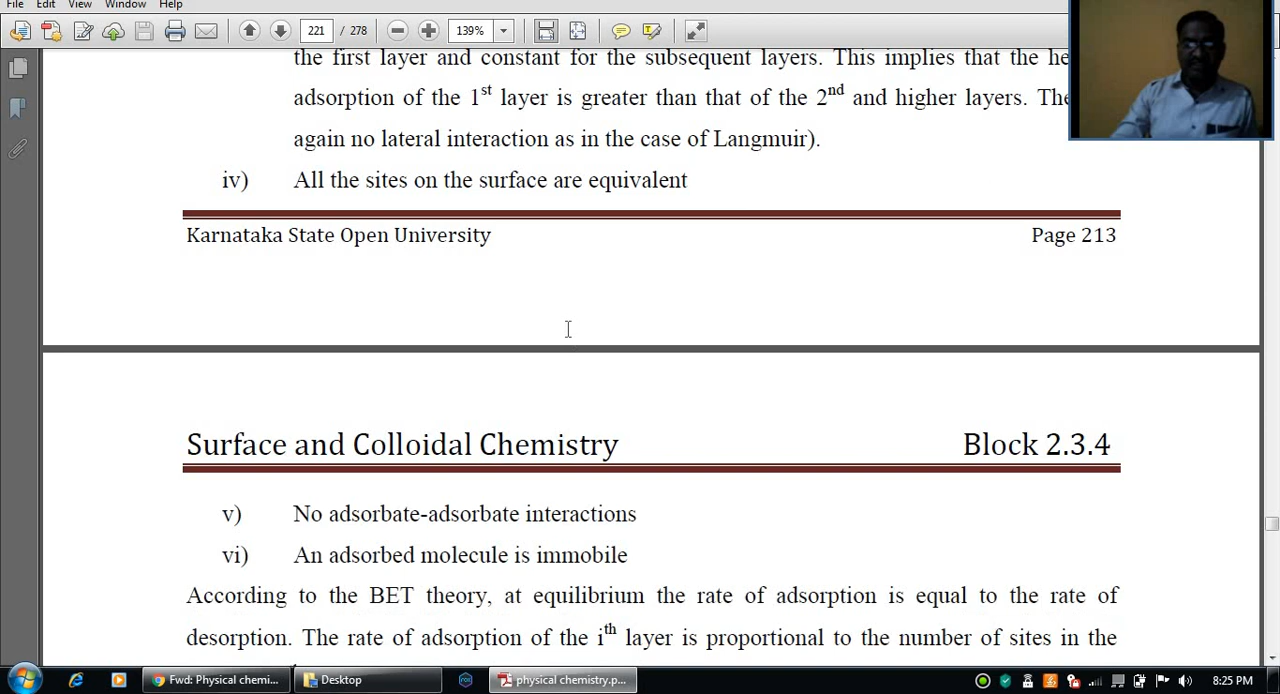 File Edit View Window Help
221 / 278 139%
the first layer and constant for the subsequent layers. This implies that the he
adsorption of the 1st layer is greater than that of the 2nd and higher layers. The
again no lateral interaction as in the case of Langmuir).
iv) All the sites on the surface are equivalent
Karnataka State Open University Page 213
Surface and Colloidal Chemistry Block 2.3.4
v) No adsorbate-adsorbate interactions
vi) An adsorbed molecule is immobile
According to the BET theory, at equilibrium the rate of adsorption is equal to the rate of
desorption. The rate of adsorption of the ith layer is proportional to the number of sites in the
Fwd: Physical chemi... Desktop physical chemistry.p... 8:25 PM